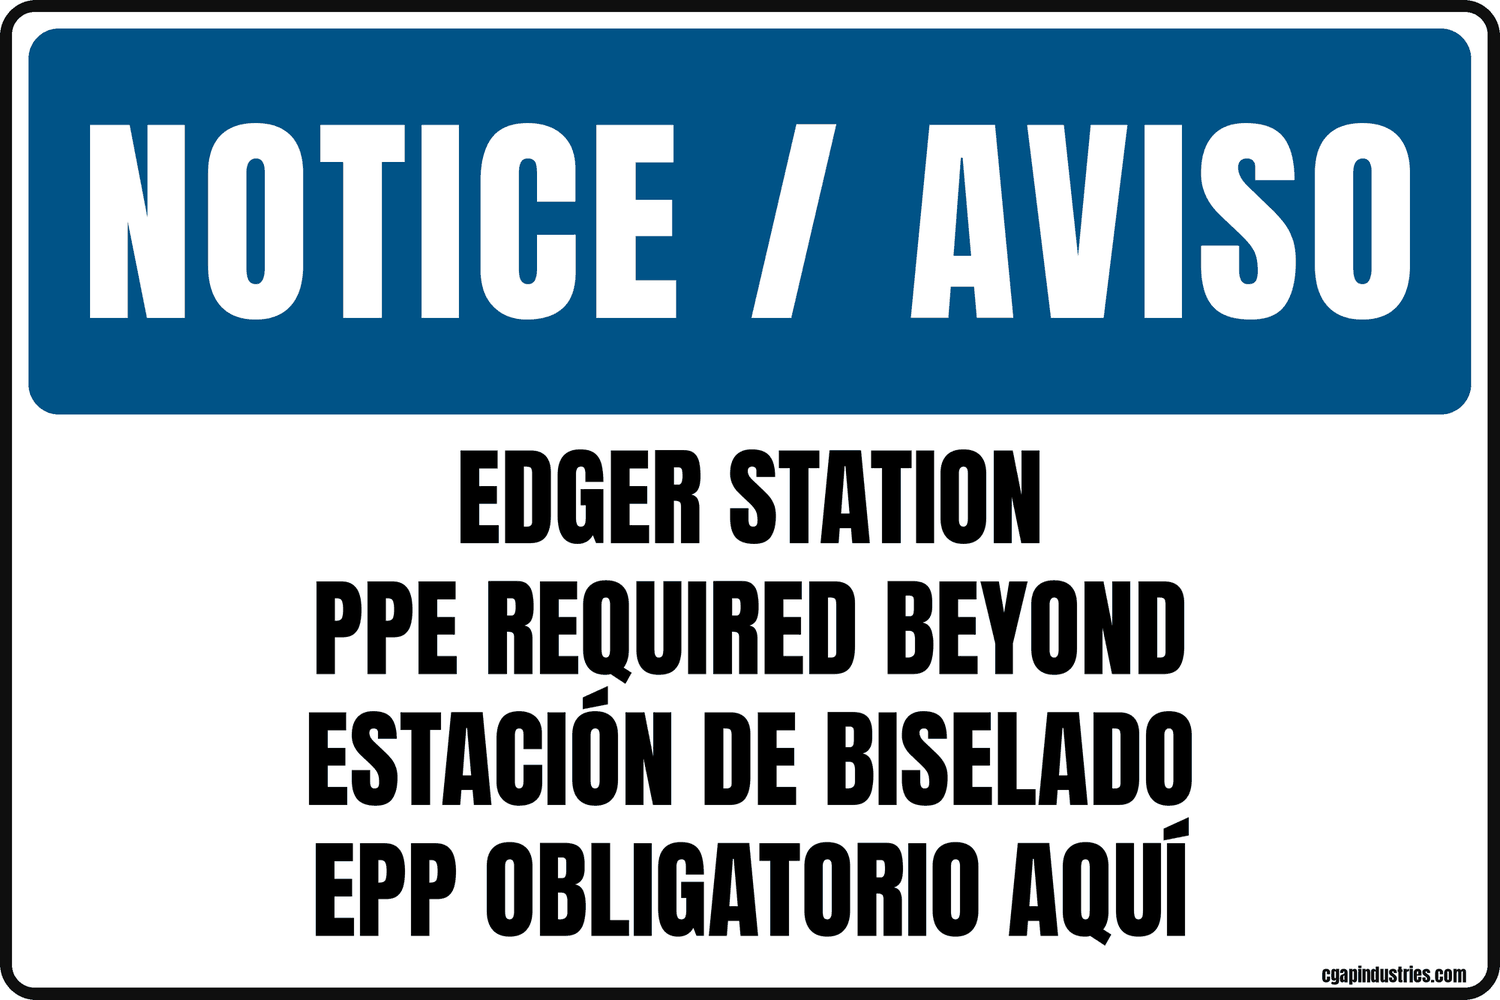 NOTICE / AVISO
EDGER STATION
PPE REQUIRED BEYOND
ESTACIÓN DE BISELADO
EPP OBLIGATORIO AQUÍ
cgapindustries.com